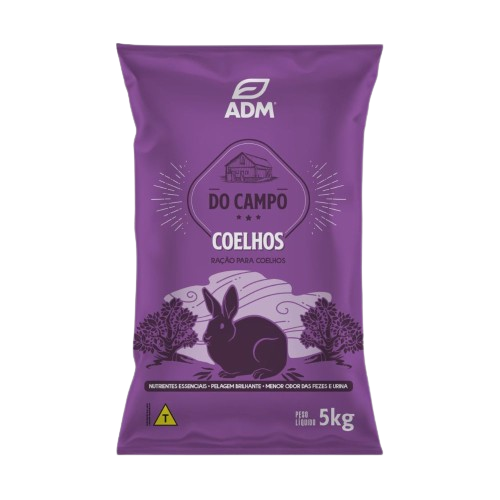 ADM
DO CAMPO
COELHOS
RAÇÃO PARA COELHOS
NUTRIENTES ESSENCIAIS • PELAGEM BRILHANTE • MENOR ODOR DAS FEZES E URINA
T
PESO
LÍQUIDO 5kg